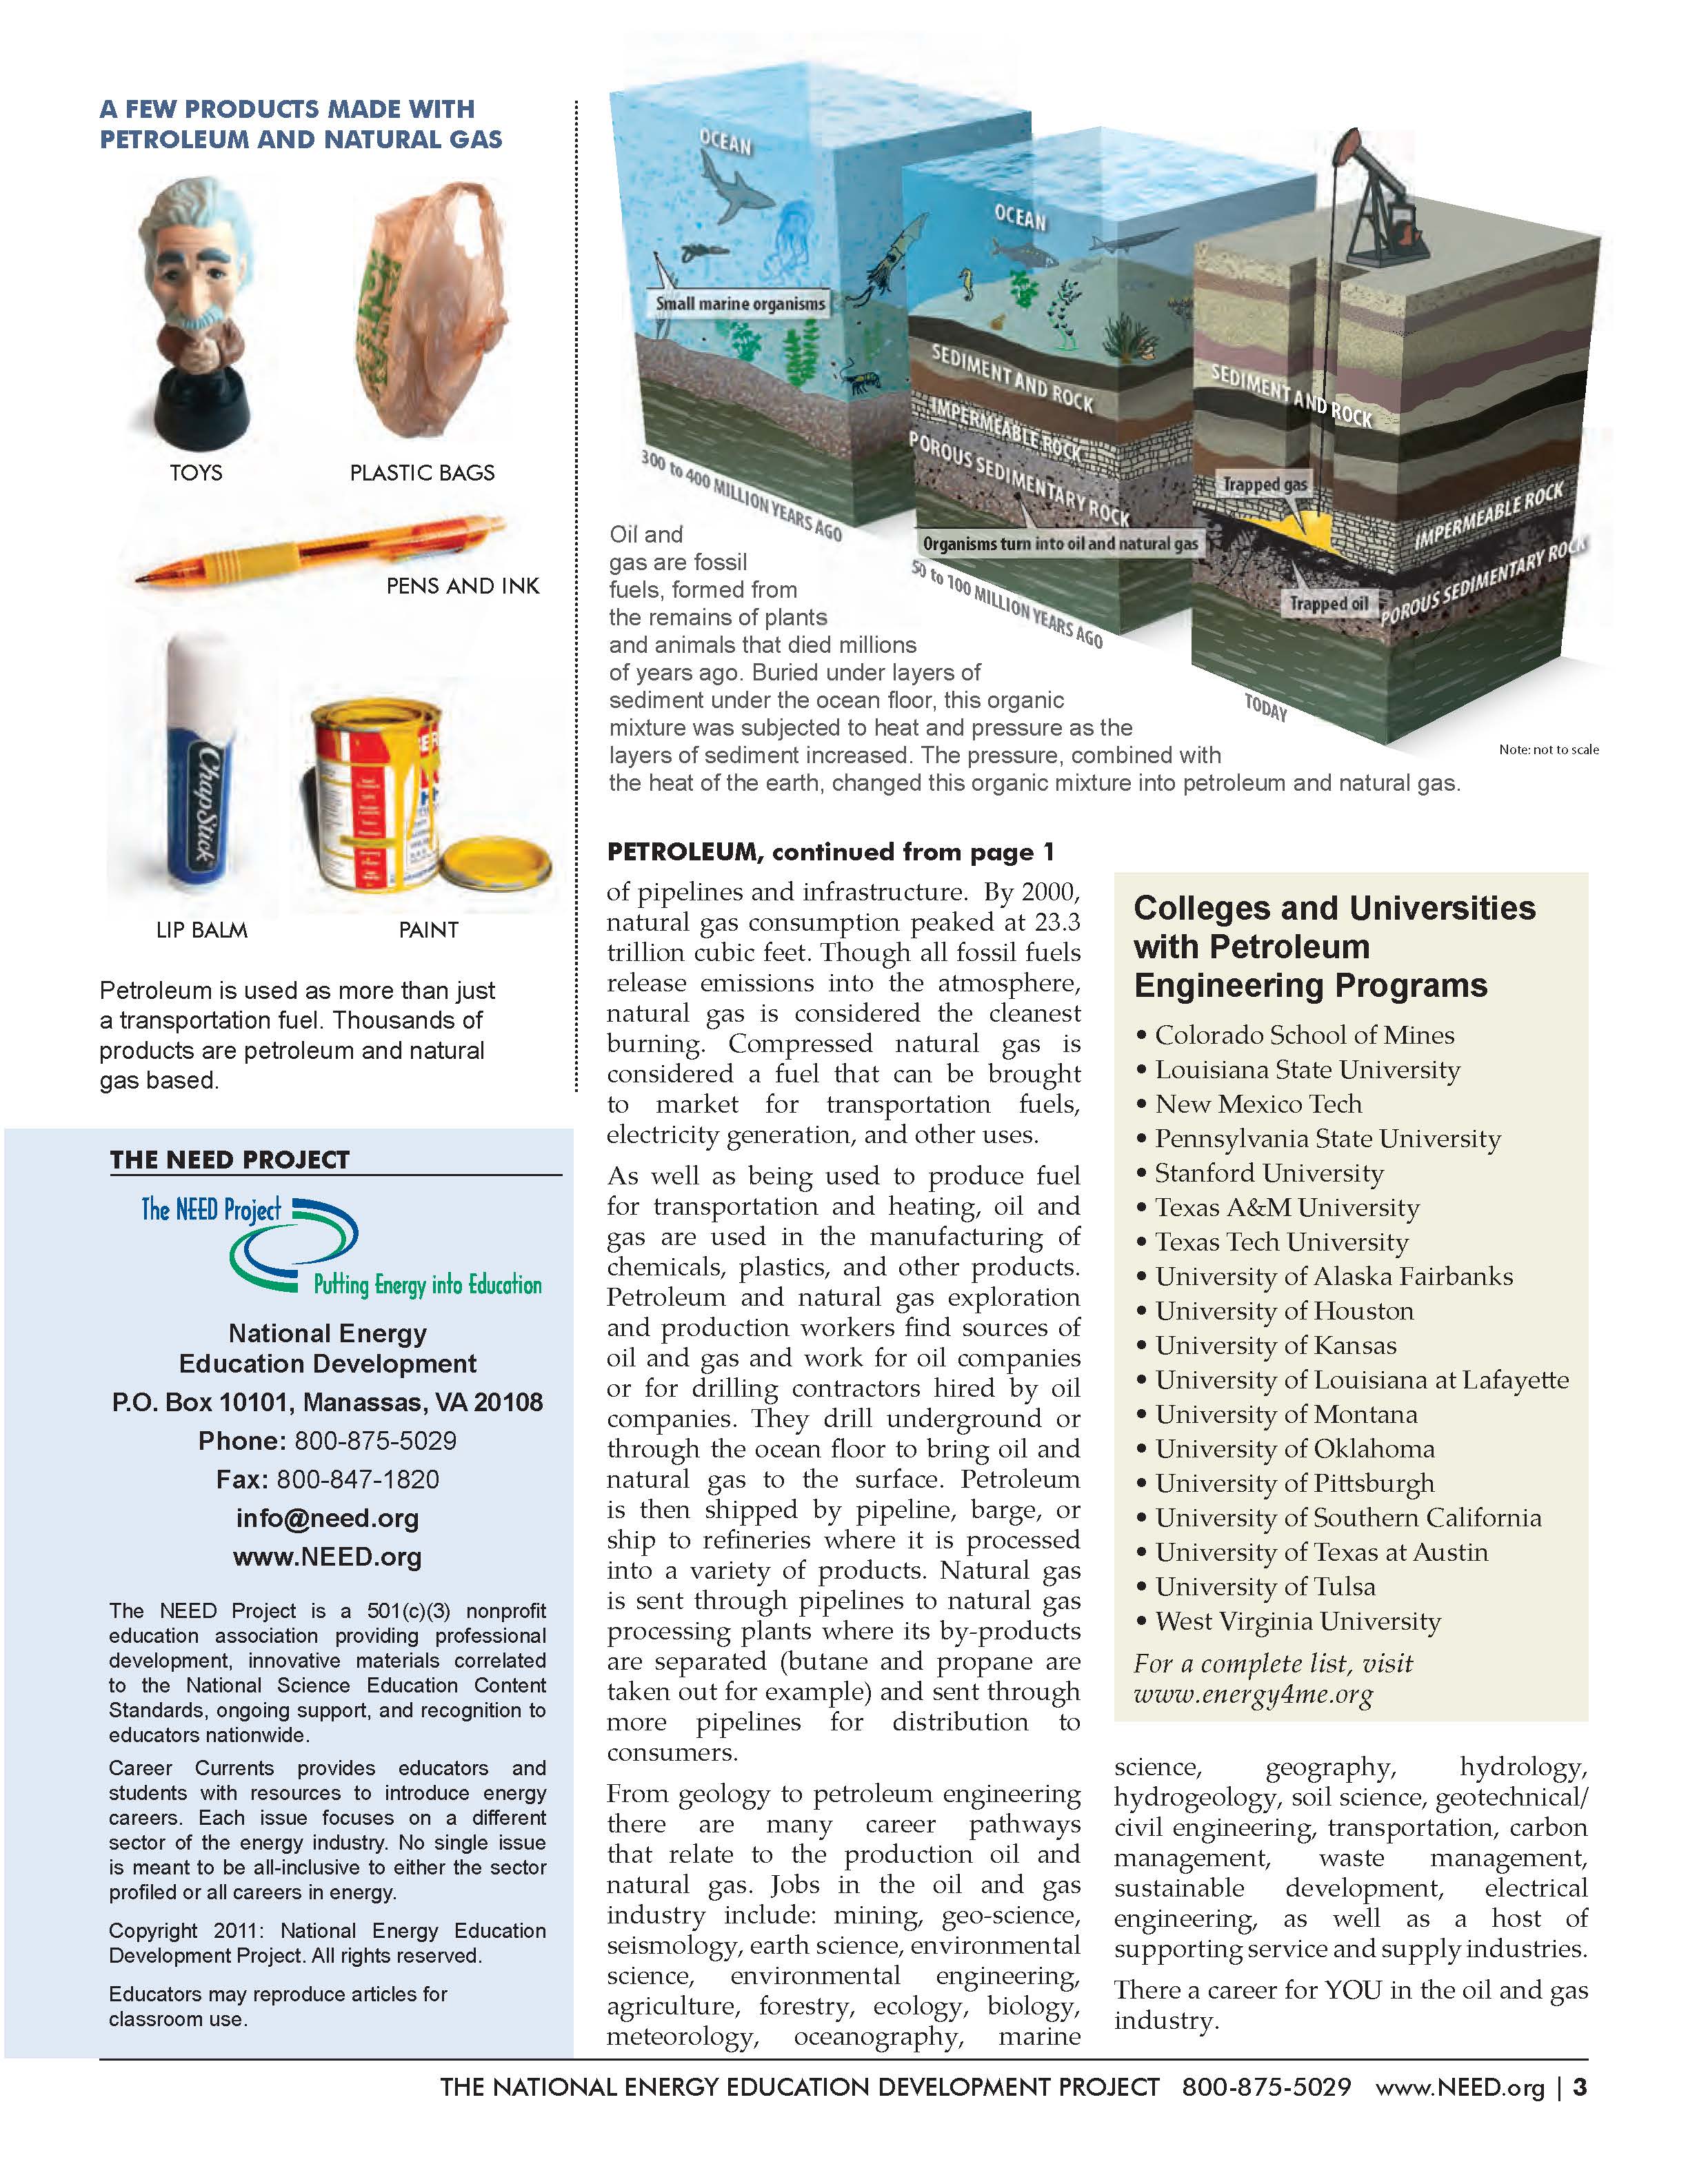 A FEW PRODUCTS MADE WITH
PETROLEUM AND NATURAL GAS
TOYS
PLASTIC BAGS
PENS AND INK
ChapStick
LIP BALM
PAINT
Petroleum is used as more than just
a transportation fuel. Thousands of
products are petroleum and natural
gas based.
THE NEED PROJECT
The NEED Project
Putting Energy into Education
National Energy
Education Development
P.O. Box 10101, Manassas, VA 20108
Phone: 800-875-5029
Fax: 800-847-1820
info@need.org
www.NEED.org
The NEED Project is a 501(c)(3) nonprofit
education association providing professional
development, innovative materials correlated
to the National Science Education Content
Standards, ongoing support, and recognition to
educators nationwide.
Career Currents provides educators and
students with resources to introduce energy
careers. Each issue focuses on a different
sector of the energy industry. No single issue
is meant to be all-inclusive to either the sector
profiled or all careers in energy.
Copyright 2011: National Energy Education
Development Project. All rights reserved.
Educators may reproduce articles for
classroom use.
OCEAN
Small marine organisms
300 to 400 MILLION YEARS AGO
OCEAN
SEDIMENT AND ROCK
IMPERMEABLE ROCK
POROUS SEDIMENTARY ROCK
Organisms turn into oil and natural gas
50 to 100 MILLION YEARS AGO
SEDIMENT AND ROCK
Trapped gas
IMPERMEABLE ROCK
Trapped oil
POROUS SEDIMENTARY ROCK
TODAY
Note: not to scale
Oil and
gas are fossil
fuels, formed from
the remains of plants
and animals that died millions
of years ago. Buried under layers of
sediment under the ocean floor, this organic
mixture was subjected to heat and pressure as the
layers of sediment increased. The pressure, combined with
the heat of the earth, changed this organic mixture into petroleum and natural gas.
PETROLEUM, continued from page 1
of pipelines and infrastructure. By 2000,
natural gas consumption peaked at 23.3
trillion cubic feet. Though all fossil fuels
release emissions into the atmosphere,
natural gas is considered the cleanest
burning. Compressed natural gas is
considered a fuel that can be brought
to market for transportation fuels,
electricity generation, and other uses.
As well as being used to produce fuel
for transportation and heating, oil and
gas are used in the manufacturing of
chemicals, plastics, and other products.
Petroleum and natural gas exploration
and production workers find sources of
oil and gas and work for oil companies
or for drilling contractors hired by oil
companies. They drill underground or
through the ocean floor to bring oil and
natural gas to the surface. Petroleum
is then shipped by pipeline, barge, or
ship to refineries where it is processed
into a variety of products. Natural gas
is sent through pipelines to natural gas
processing plants where its by-products
are separated (butane and propane are
taken out for example) and sent through
more pipelines for distribution to
consumers.
From geology to petroleum engineering
there are many career pathways
that relate to the production oil and
natural gas. Jobs in the oil and gas
industry include: mining, geo-science,
seismology, earth science, environmental
science, environmental engineering,
agriculture, forestry, ecology, biology,
meteorology, oceanography, marine
Colleges and Universities
with Petroleum
Engineering Programs
• Colorado School of Mines
• Louisiana State University
• New Mexico Tech
• Pennsylvania State University
• Stanford University
• Texas A&M University
• Texas Tech University
• University of Alaska Fairbanks
• University of Houston
• University of Kansas
• University of Louisiana at Lafayette
• University of Montana
• University of Oklahoma
• University of Pittsburgh
• University of Southern California
• University of Texas at Austin
• University of Tulsa
• West Virginia University
For a complete list, visit
www.energy4me.org
science, geography, hydrology,
hydrogeology, soil science, geotechnical/
civil engineering, transportation, carbon
management, waste management,
sustainable development, electrical
engineering, as well as a host of
supporting service and supply industries.
There a career for YOU in the oil and gas
industry.
THE NATIONAL ENERGY EDUCATION DEVELOPMENT PROJECT 800-875-5029 www.NEED.org | 3